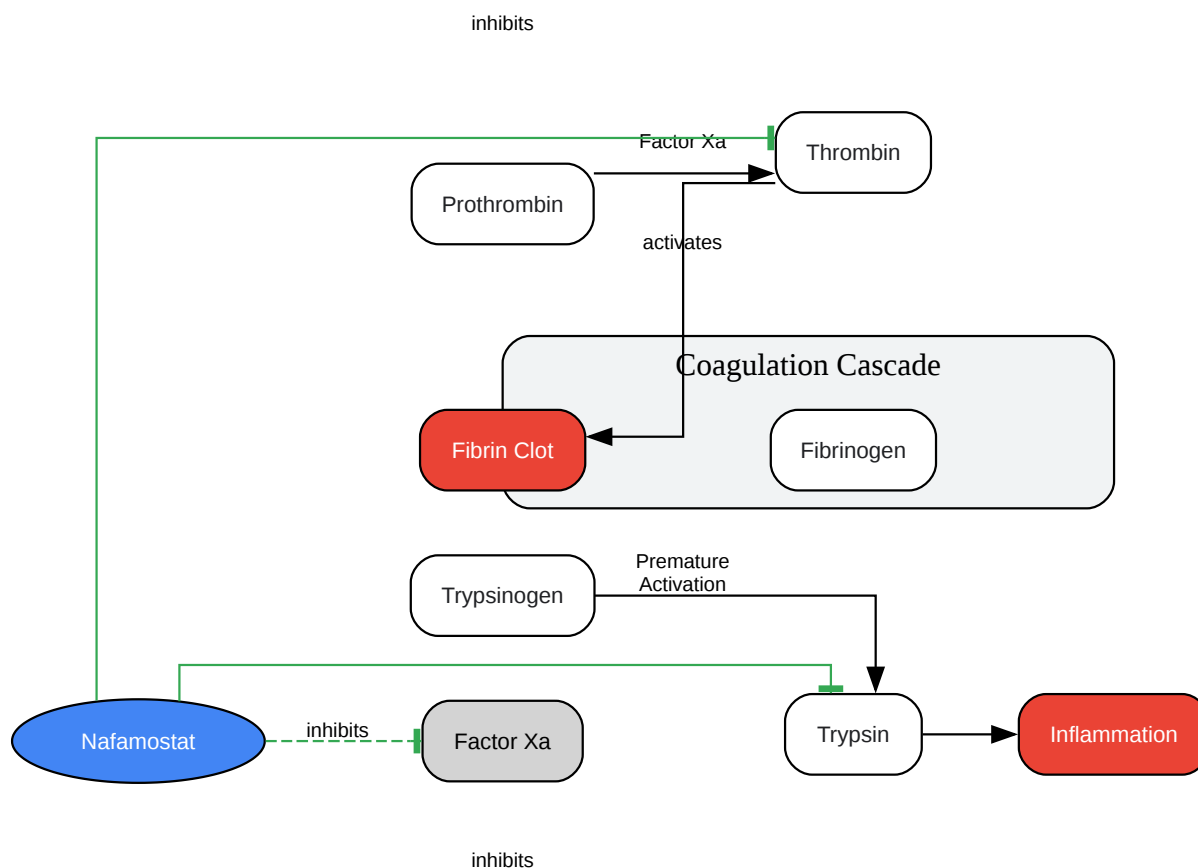 inhibits
Factor Xa
Thrombin
Prothrombin
activates
Coagulation Cascade
Fibrin Clot
Fibrinogen
Premature
Activation
Trypsinogen
Nafamostat
inhibits
Factor Xa
Trypsin
Inflammation
inhibits